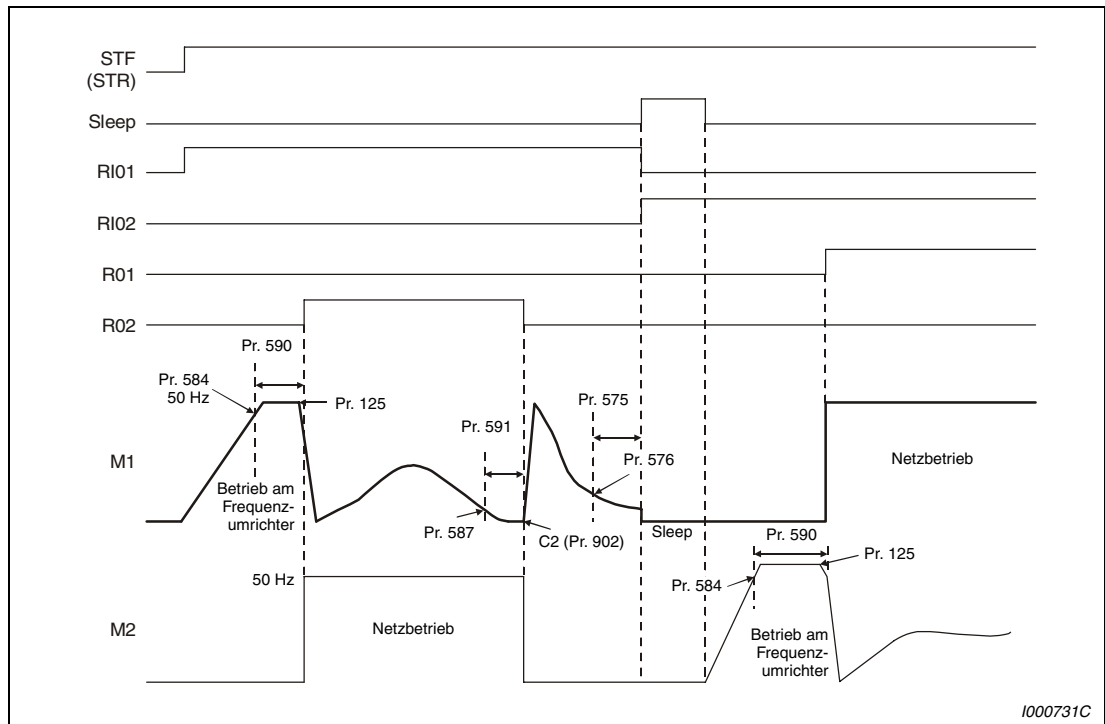 STF
(STR)
Sleep
RI01
RI02
R01
R02
Pr. 590
Pr. 584
50 Hz
Pr. 125
Pr. 575
Pr. 591
Pr. 576
M1
Netzbetrieb
Betrieb am
Frequenz-
umrichter
Pr. 587
C2 (Pr. 902)
Sleep
Pr. 590
Pr. 125
50 Hz
Pr. 584
M2
Netzbetrieb
Betrieb am
Frequenz-
umrichter
I000731C